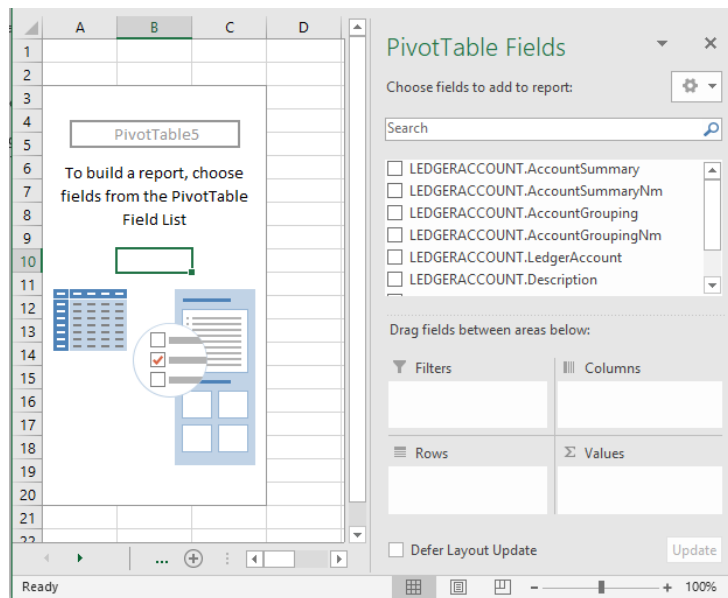 A B C D
1
2
3
4
5
6
7
8
9
10
11
12
13
14
15
16
17
18
19
20
21
22
PivotTable5
To build a report, choose
fields from the PivotTable
Field List
...
Ready
PivotTable Fields
Choose fields to add to report:
Search
LEDGERACCOUNT.AccountSummary
LEDGERACCOUNT.AccountSummaryNm
LEDGERACCOUNT.AccountGrouping
LEDGERACCOUNT.AccountGroupingNm
LEDGERACCOUNT.LedgerAccount
LEDGERACCOUNT.Description
Drag fields between areas below:
Filters
Columns
Rows
Σ Values
Defer Layout Update
Update
100%